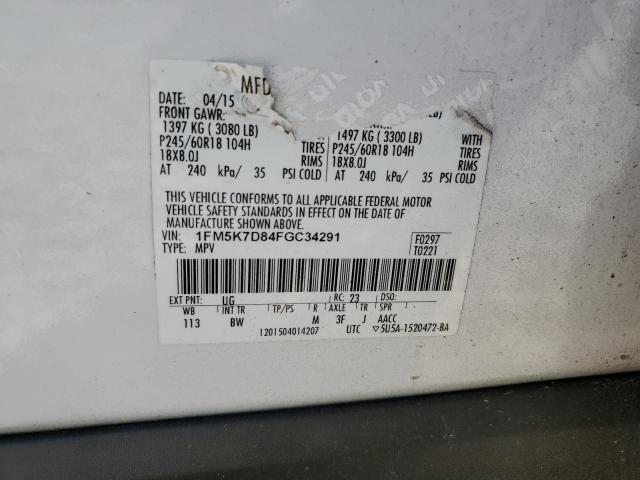 MFD
DATE: 04/15
FRONT GAWR:
1397 KG ( 3080 LB)
P245/60R18 104H
18X8.0J
AT 240 kPa/ 35 PSI COLD
LB)
1497 KG ( 3300 LB) WITH
P245/60R18 104H TIRES
18X8.0J RIMS
AT 240 kPa/ 35 PSI COLD
WITH
TIRES
RIMS
THIS VEHICLE CONFORMS TO ALL APPLICABLE FEDERAL MOTOR
VEHICLE SAFETY STANDARDS IN EFFECT ON THE DATE OF
MANUFACTURE SHOWN ABOVE.
VIN: 1FM5K7D84FGC34291
TYPE: MPV
F0297
T0221
EXT PNT: UG RC: 23 DSO:
WB INT TR TP/PS R AXLE TR SPR
113 BW M 3F J AACC
1201504014207 UTC ▽5U5A-1520472-BA